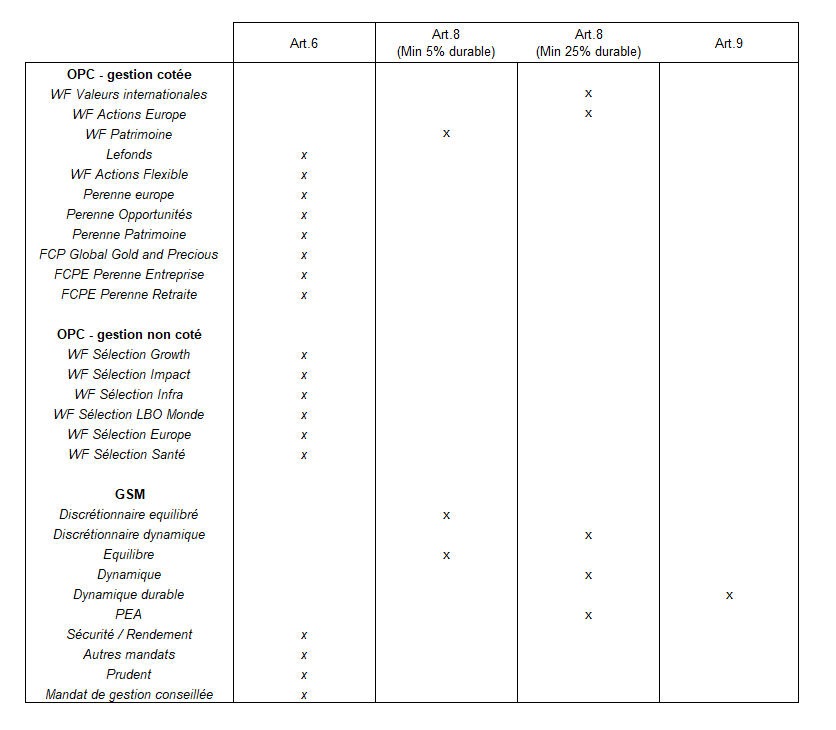 Art.6 Art.8 Art.8 Art.9
(Min 5% durable) (Min 25% durable)
OPC - gestion cotée
WF Valeurs internationales x
WF Actions Europe x
WF Patrimoine x
Lefonds x
WF Actions Flexible x
Perenne europe x
Perenne Opportunités x
Perenne Patrimoine x
FCP Global Gold and Precious x
FCPE Perenne Entreprise x
FCPE Perenne Retraite x
OPC - gestion non coté
WF Sélection Growth x
WF Sélection Impact x
WF Sélection Infra x
WF Sélection LBO Monde x
WF Sélection Europe x
WF Sélection Santé x
GSM
Discrétionnaire equilibré x
Discrétionnaire dynamique x
Equilibre x
Dynamique x
Dynamique durable x
PEA x
Sécurité / Rendement x
Autres mandats x
Prudent x
Mandat de gestion conseillée x